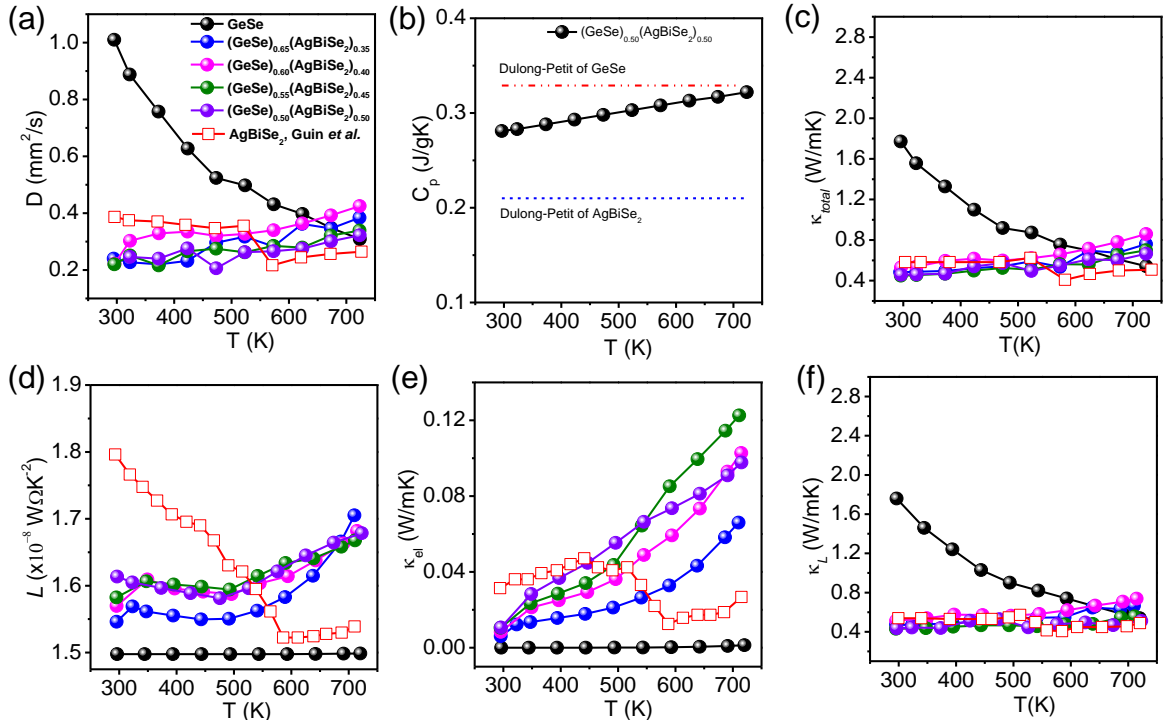 (a)
D (mm²/s)
1.0
0.8
0.6
0.4
0.2
300 400 500 600 700
T (K)
GeSe
(GeSe)₀.₆₅(AgBiSe₂)₀.₃₅
(GeSe)₀.₆₀(AgBiSe₂)₀.₄₀
(GeSe)₀.₅₅(AgBiSe₂)₀.₄₅
(GeSe)₀.₅₀(AgBiSe₂)₀.₅₀
AgBiSe₂, Guin et al.
(b)
Cₚ (J/gK)
0.4
0.3
0.2
0.1
300 400 500 600 700
T (K)
(GeSe)₀.₅₀(AgBiSe₂)₀.₅₀
Dulong-Petit of GeSe
Dulong-Petit of AgBiSe₂
(c)
κtotal (W/mK)
2.8
2.4
2.0
1.6
1.2
0.8
0.4
300 400 500 600 700
T(K)
(d)
L (x10⁻⁸ WΩK⁻²)
1.9
1.8
1.7
1.6
1.5
300 400 500 600 700
T (K)
(e)
κel (W/mK)
0.12
0.08
0.04
0.00
300 400 500 600 700
T (K)
(f)
κL (W/mK)
2.8
2.4
2.0
1.6
1.2
0.8
0.4
300 400 500 600 700
T(K)